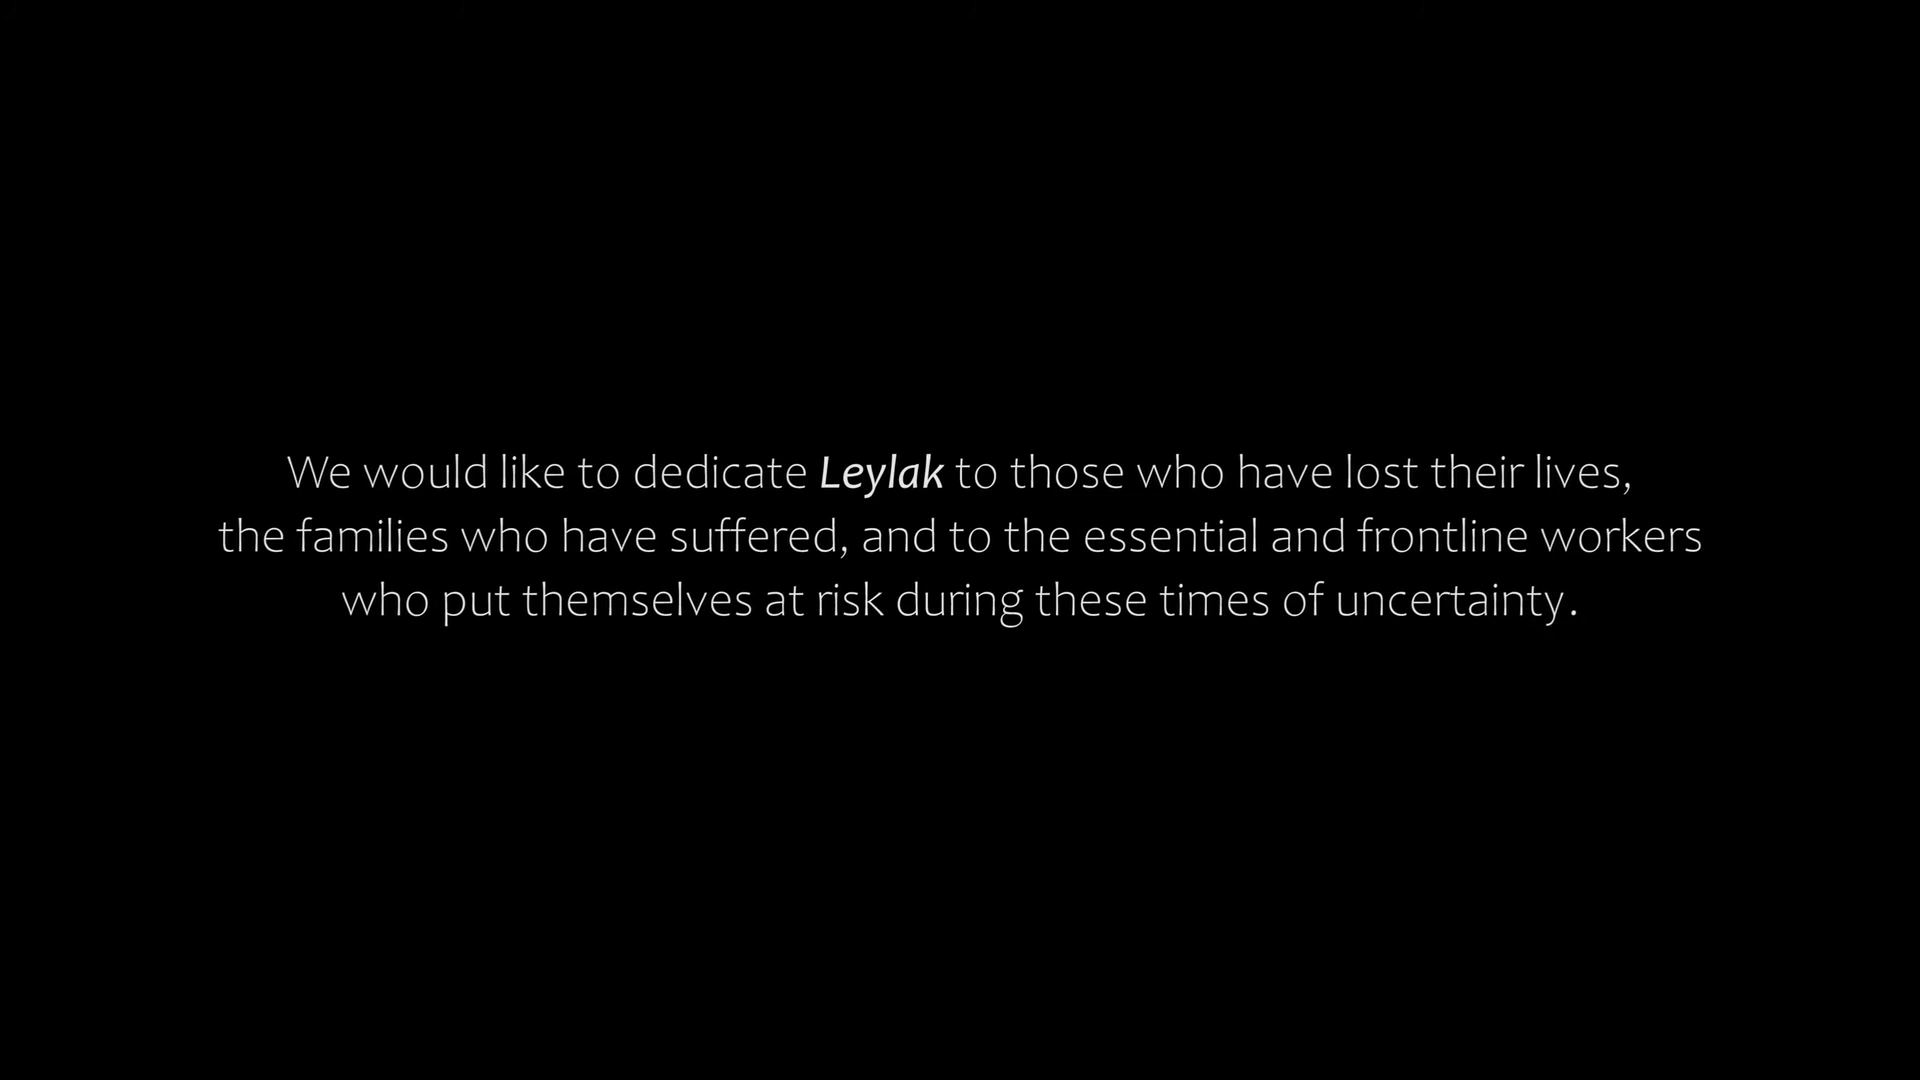 We would like to dedicate Leylak to those who have lost their lives,
the families who have suffered, and to the essential and frontline workers
who put themselves at risk during these times of uncertainty.